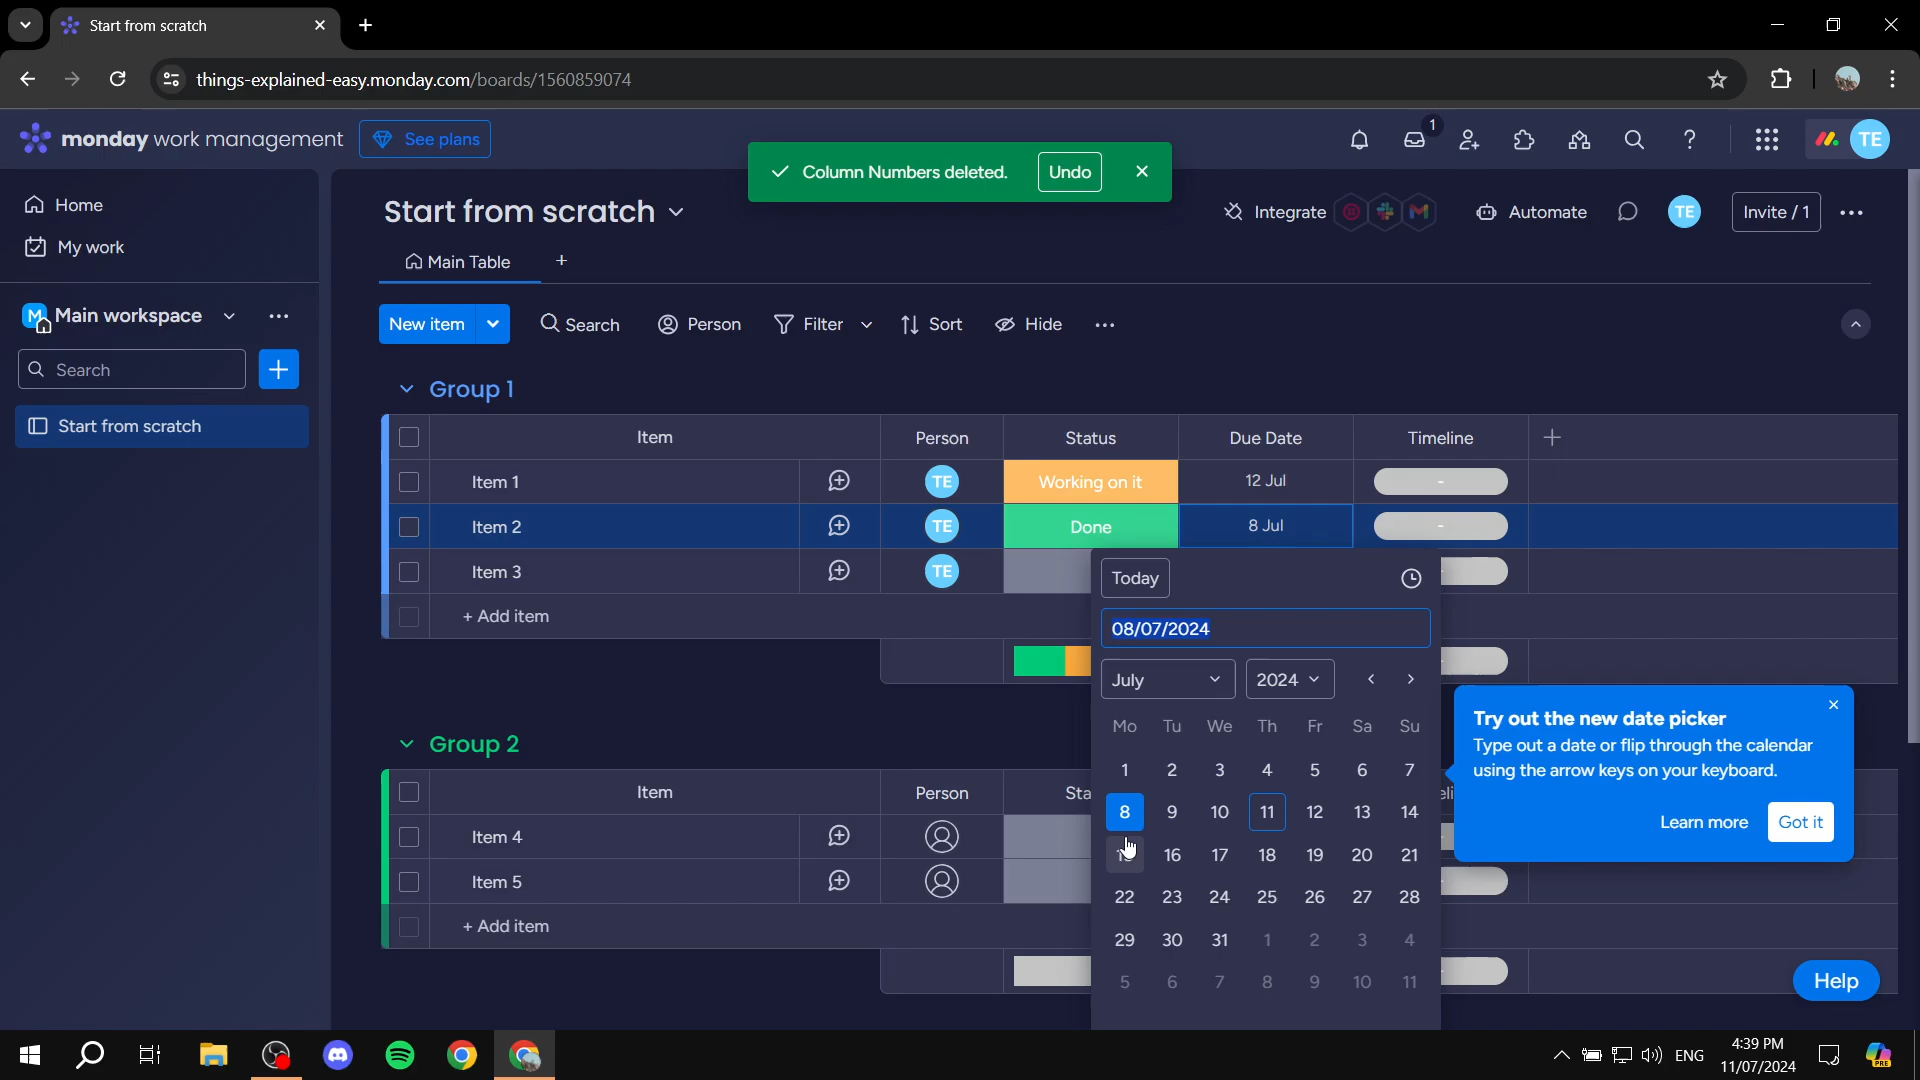 Start from scratch
things-explained-easy.monday.com/boards/1560859074
monday work management
See plans
1
TE
Column Numbers deleted.
Undo
Home
My work
Start from scratch
Integrate
Automate
TE
Invite / 1
Main Table
M
Main workspace
New item
Search
Person
Filter
Sort
Hide
Search
Start from scratch
Group 1
Item
Person
Status
Due Date
Timeline
Item 1
TE
Working on it
12 Jul
-
Item 2
TE
Done
8 Jul
-
Item 3
TE
+ Add item
Today
08/07/2024
July
2024
Mo Tu We Th Fr Sa Su
1 2 3 4 5 6 7
8 9 10 11 12 13 14
16 17 18 19 20 21
22 23 24 25 26 27 28
29 30 31 1 2 3 4
5 6 7 8 9 10 11
Try out the new date picker
Type out a date or flip through the calendar
using the arrow keys on your keyboard.
Learn more
Got it
Group 2
Item
Person
Sta
Item 4
Item 5
+ Add item
Help
ENG
4:39 PM
11/07/2024
PRE